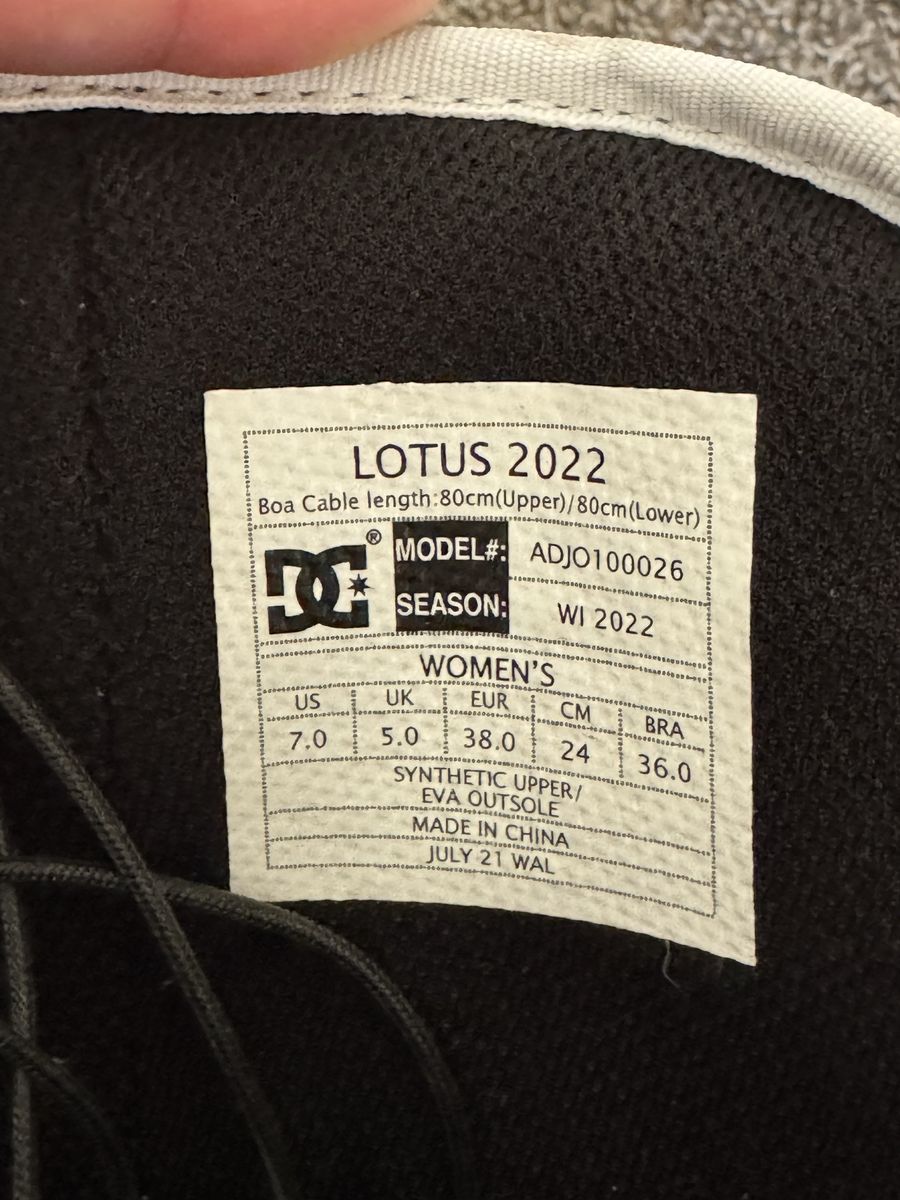 LOTUS 2022
Boa Cable length:80cm(Upper)/80cm(Lower)
DC ® MODEL#: ADJO100026
SEASON: WI 2022
WOMEN'S
US UK EUR CM BRA
7.0 5.0 38.0 24 36.0
SYNTHETIC UPPER/
EVA OUTSOLE
MADE IN CHINA
JULY 21 WAL